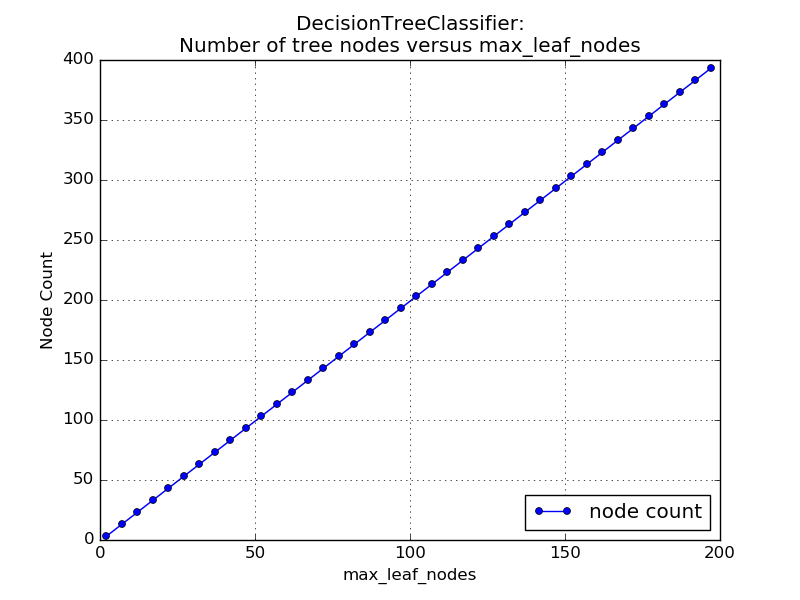 DecisionTreeClassifier:
Number of tree nodes versus max_leaf_nodes
400
350
300
250
200
150
100
50
0
Node Count
0 50 100 150 200
max_leaf_nodes
node count